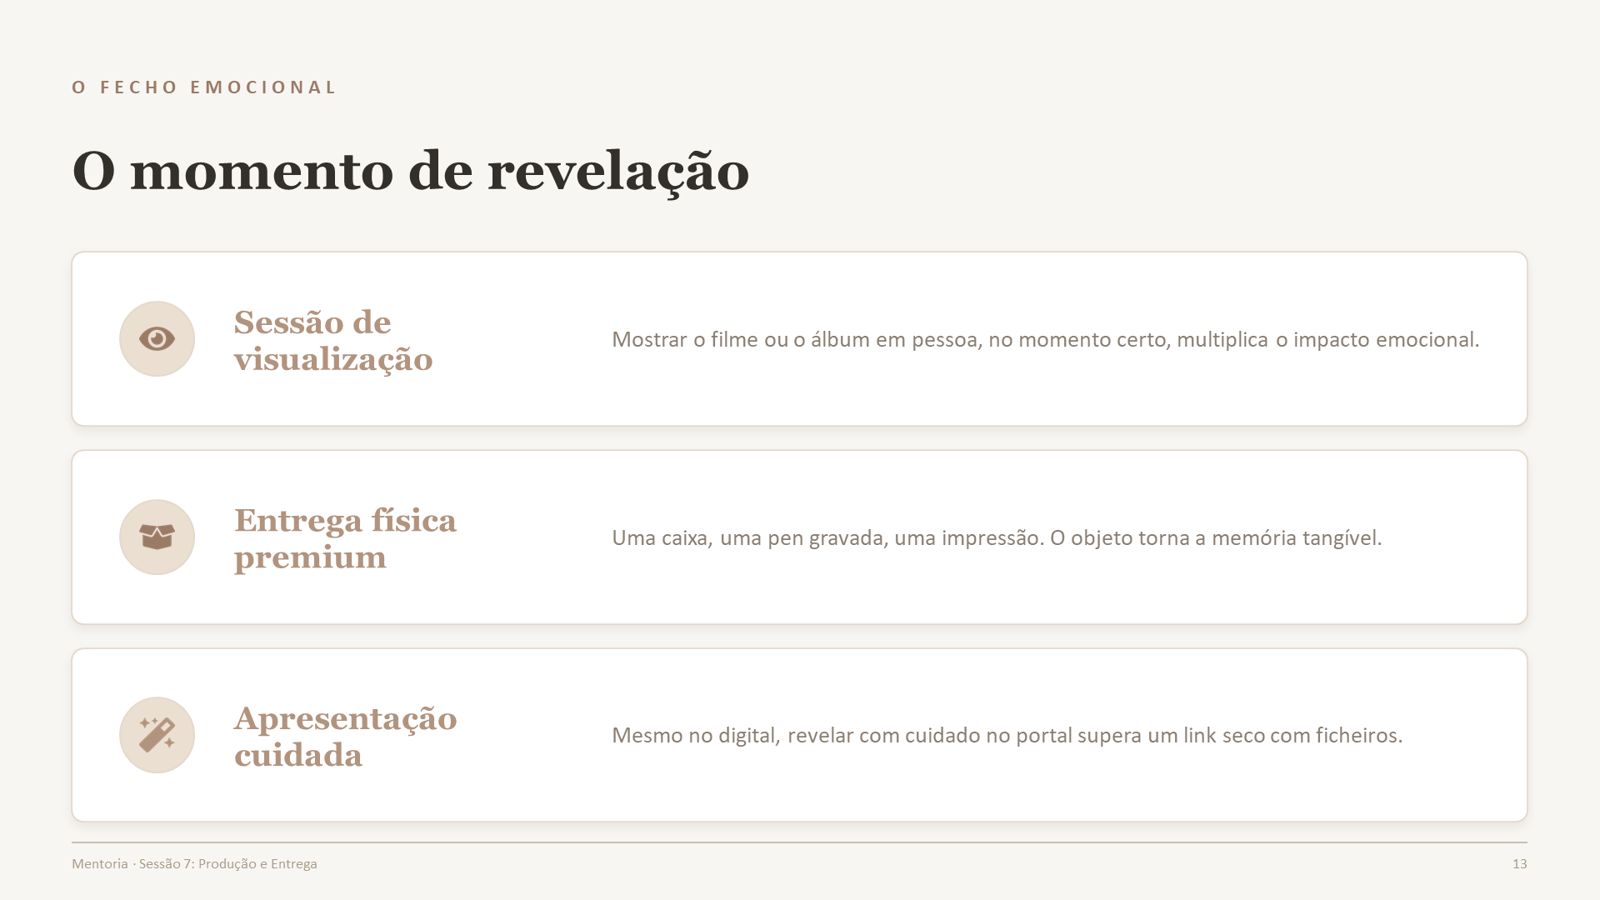 O FECHO EMOCIONAL
O momento de revelação
Sessão de
visualização
Mostrar o filme ou o álbum em pessoa, no momento certo, multiplica o impacto emocional.
Entrega física
premium
Uma caixa, uma pen gravada, uma impressão. O objeto torna a memória tangível.
Apresentação
cuidada
Mesmo no digital, revelar com cuidado no portal supera um link seco com ficheiros.
Mentoria · Sessão 7: Produção e Entrega
13